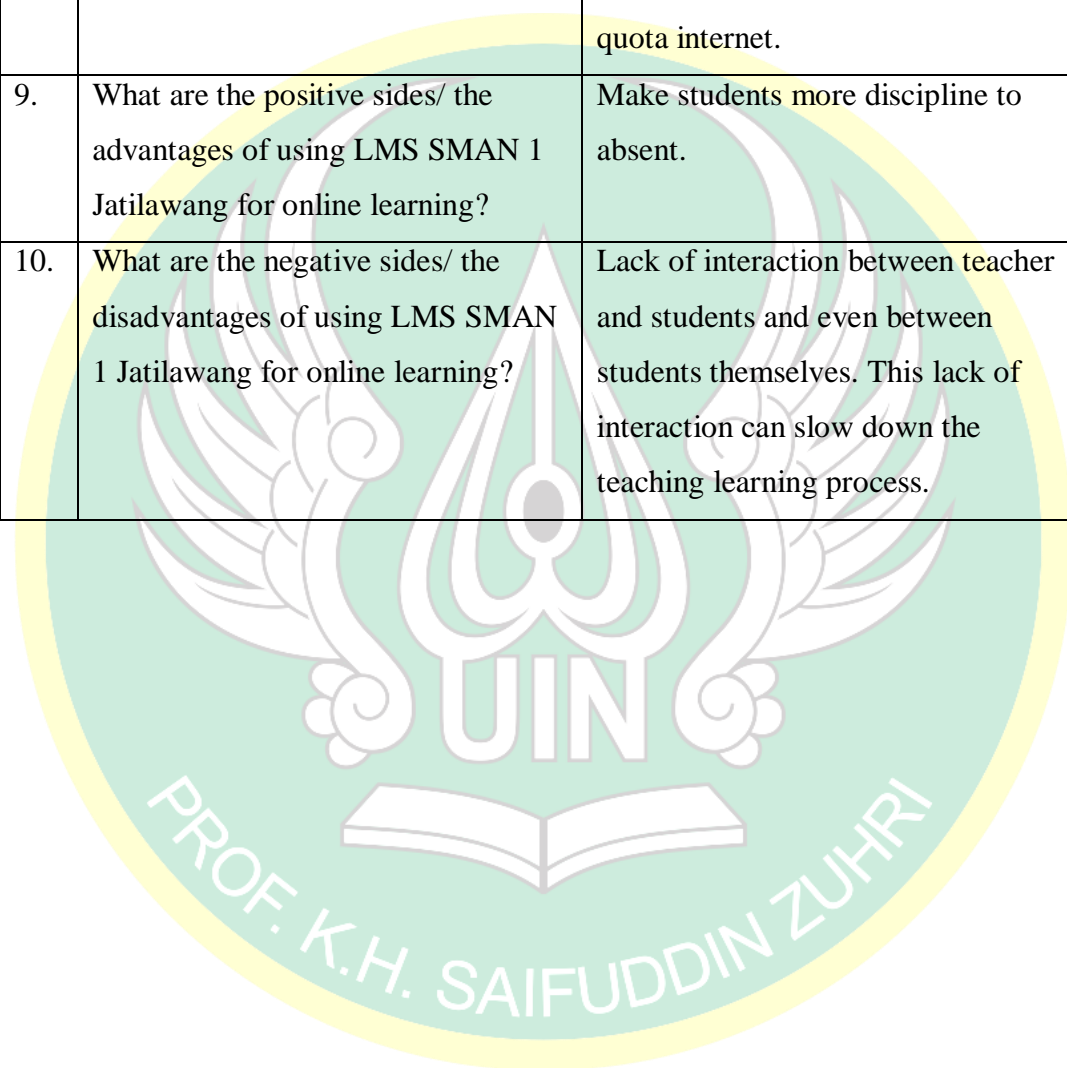 quota internet.
9. What are the positive sides/ the
advantages of using LMS SMAN 1
Jatilawang for online learning?
Make students more discipline to
absent.
10. What are the negative sides/ the
disadvantages of using LMS SMAN
1 Jatilawang for online learning?
Lack of interaction between teacher
and students and even between
students themselves. This lack of
interaction can slow down the
teaching learning process.
UIN
PROF. K.H. SAIFUDDIN ZUHRI